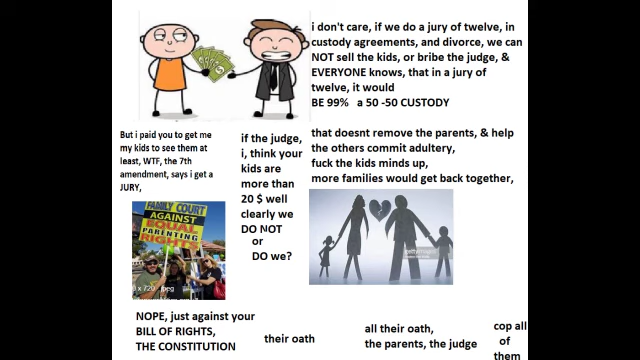 i don't care, if we do a jury of twelve, in
custody agreements, and divorce, we can
NOT sell the kids, or bribe the judge, &
EVERYONE knows, that in a jury of
twelve, it would
BE 99% a 50 -50 CUSTODY
But i paid you to get me
my kids to see them at
least, WTF, the 7th
amendment, says i get a
JURY,
if the judge,
i, think your
kids are
more than
20 $ well
clearly we
DO NOT
or
DO we?
that doesnt remove the parents, & help
the others commit adultery,
fuck the kids minds up,
more families would get back together,
FAMILY COURT
AGAINST
EQUAL
PARENTING
RIGHTS
x 720 jpeg
gettyimages
NOPE, just against your
BILL OF RIGHTS,
THE CONSTITUTION
their oath
all their oath,
the parents, the judge
cop all
of
them